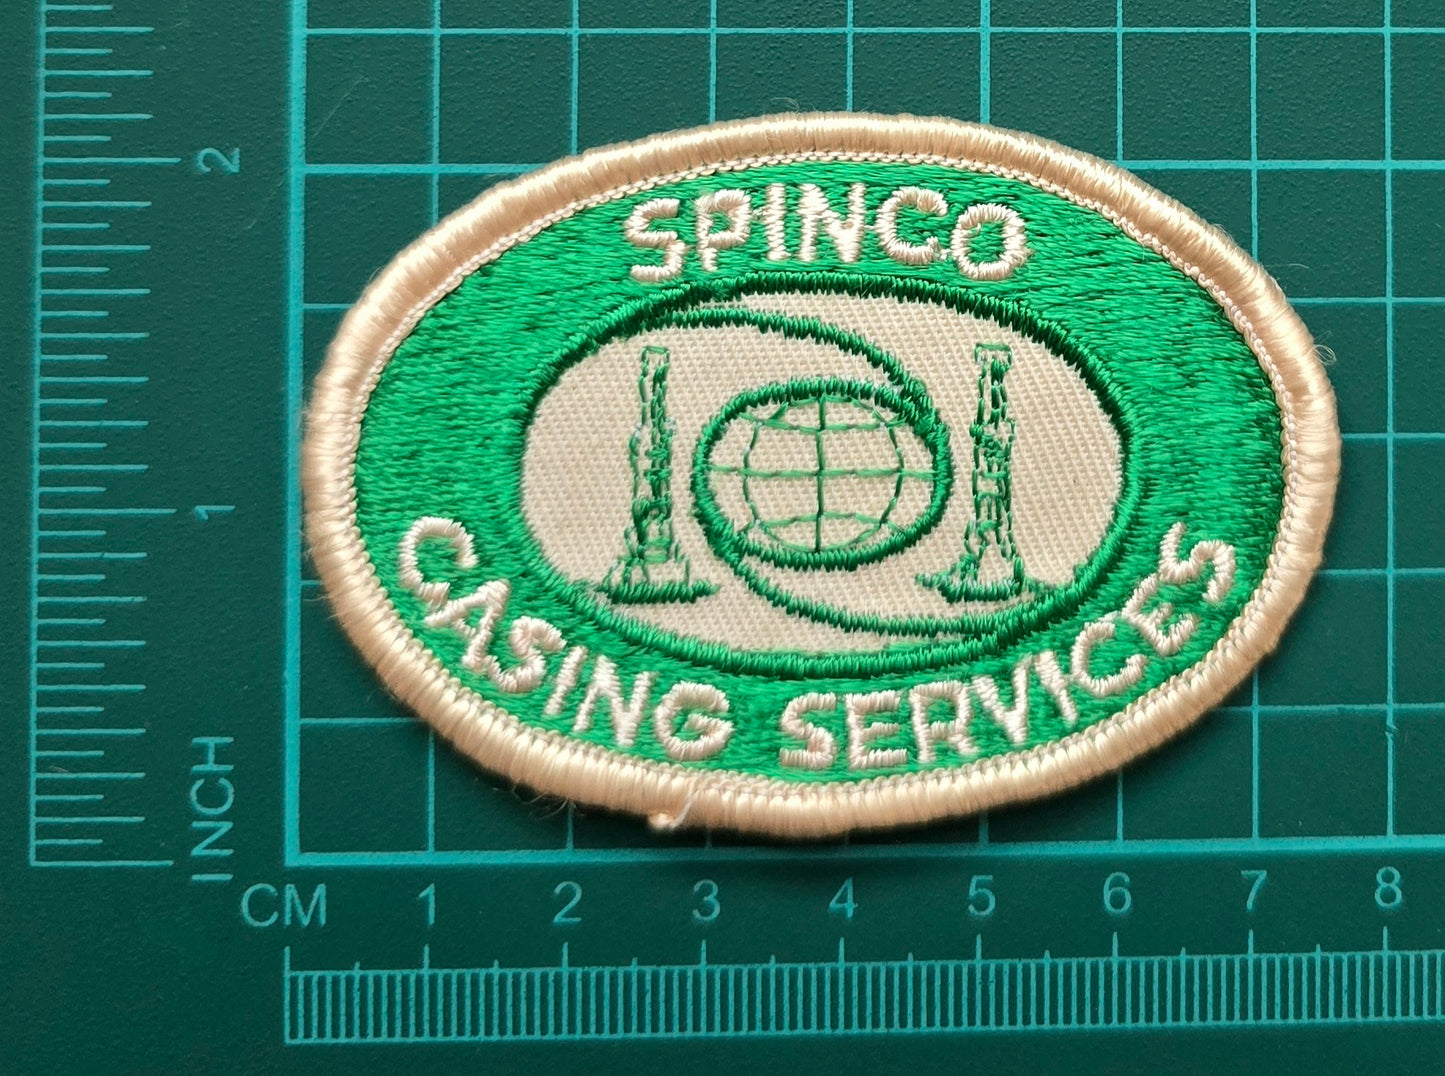 SPINCO
CASING SERVICES
2
1
INCH
CM 1 2 3 4 5 6 7 8